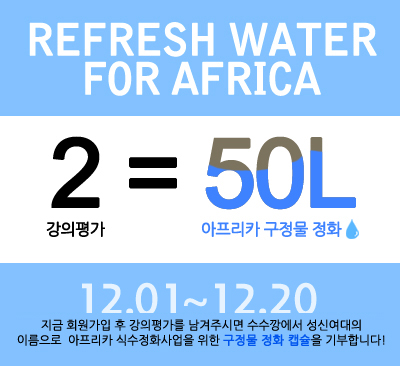 REFRESH WATER
FOR AFRICA
2 = 50L
강의평가
아프리카 구정물 정화
12.01~12.20
지금 회원가입 후 강의평가를 남겨주시면 수수깡에서 성신여대의
이름으로 아프리카 식수정화사업을 위한 구정물 정화 캡슐을 기부합니다!